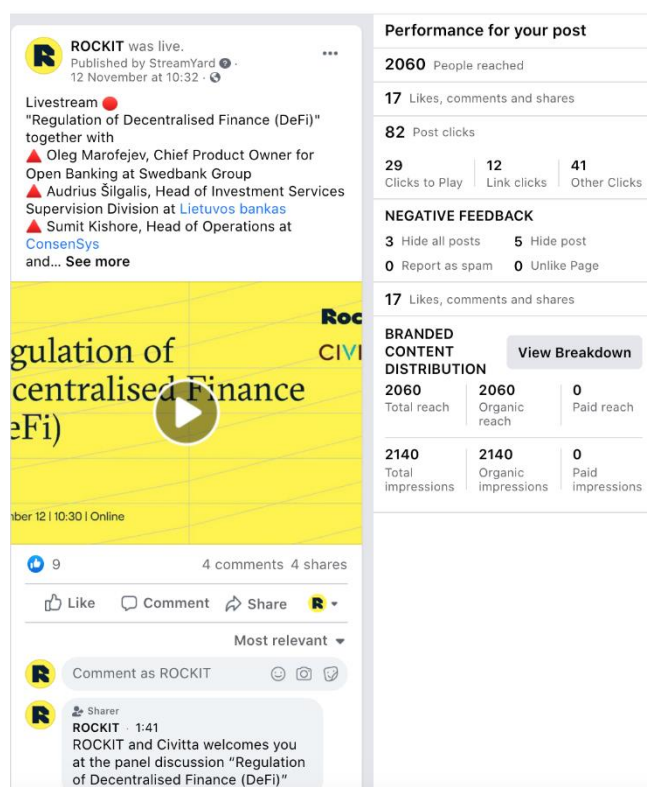 ROCKIT was live.
Published by StreamYard
12 November at 10:32 ·
Livestream
"Regulation of Decentralised Finance (DeFi)"
together with
Oleg Marofejev, Chief Product Owner for
Open Banking at Swedbank Group
Audrius Šilgalis, Head of Investment Services
Supervision Division at Lietuvos bankas
Sumit Kishore, Head of Operations at
ConsenSys
and... See more
Roc
CIVI
gulation of
centralised Finance
eFi)
nber 12 | 10:30 | Online
9
4 comments 4 shares
Like Comment Share
Most relevant
Comment as ROCKIT
Sharer
ROCKIT · 1:41
ROCKIT and Civitta welcomes you
at the panel discussion “Regulation
of Decentralised Finance (DeFi)”
Performance for your post
2060 People reached
17 Likes, comments and shares
82 Post clicks
29 12 41
Clicks to Play Link clicks Other Clicks
NEGATIVE FEEDBACK
3 Hide all posts 5 Hide post
0 Report as spam 0 Unlike Page
17 Likes, comments and shares
BRANDED
CONTENT
DISTRIBUTION
View Breakdown
2060 2060 0
Total reach Organic reach Paid reach
2140 2140 0
Total impressions Organic impressions Paid impressions